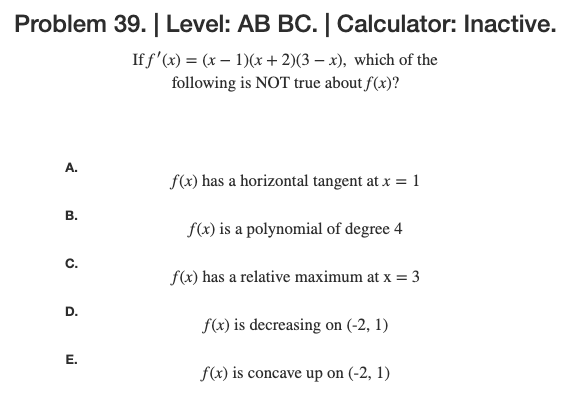 Problem 39. | Level: AB BC. | Calculator: Inactive.
If f′(x) = (x − 1)(x + 2)(3 − x), which of the
following is NOT true about f(x)?
A.
f(x) has a horizontal tangent at x = 1
B.
f(x) is a polynomial of degree 4
C.
f(x) has a relative maximum at x = 3
D.
f(x) is decreasing on (-2, 1)
E.
f(x) is concave up on (-2, 1)